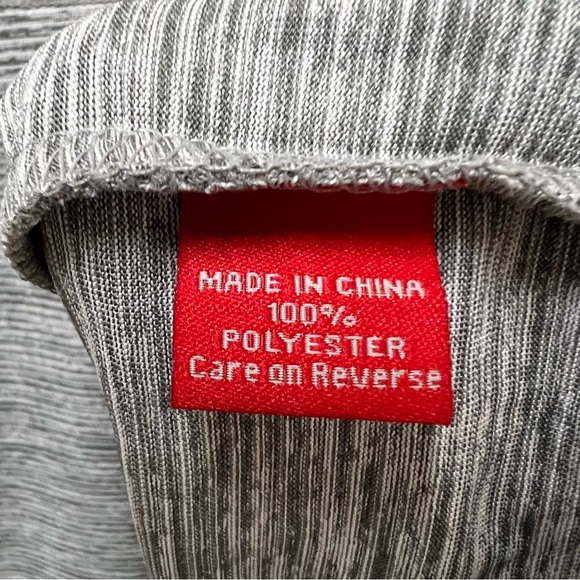 MADE IN CHINA
100%
POLYESTER
Care on Reverse